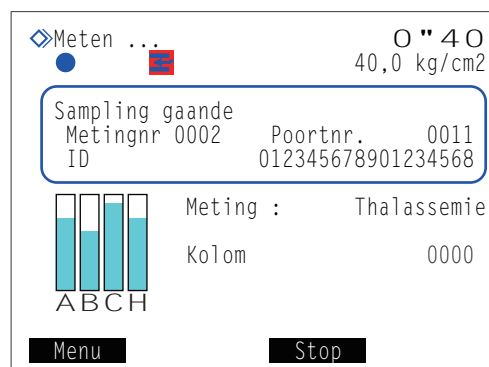 Meten ... 0"40
40,0 kg/cm2
Sampling gaande
Metingnr 0002 Poortnr. 0011
ID 012345678901234568
Meting : Thalassemie
Kolom 0000
ABCH
Menu Stop